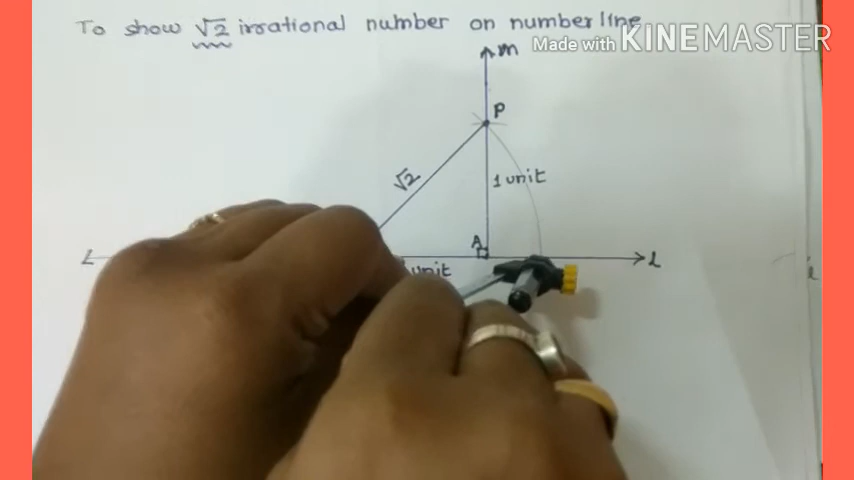 To show √2 irrational number on number line
Made with KINEMASTER
m
P
√2
1 unit
A
L
l
unit